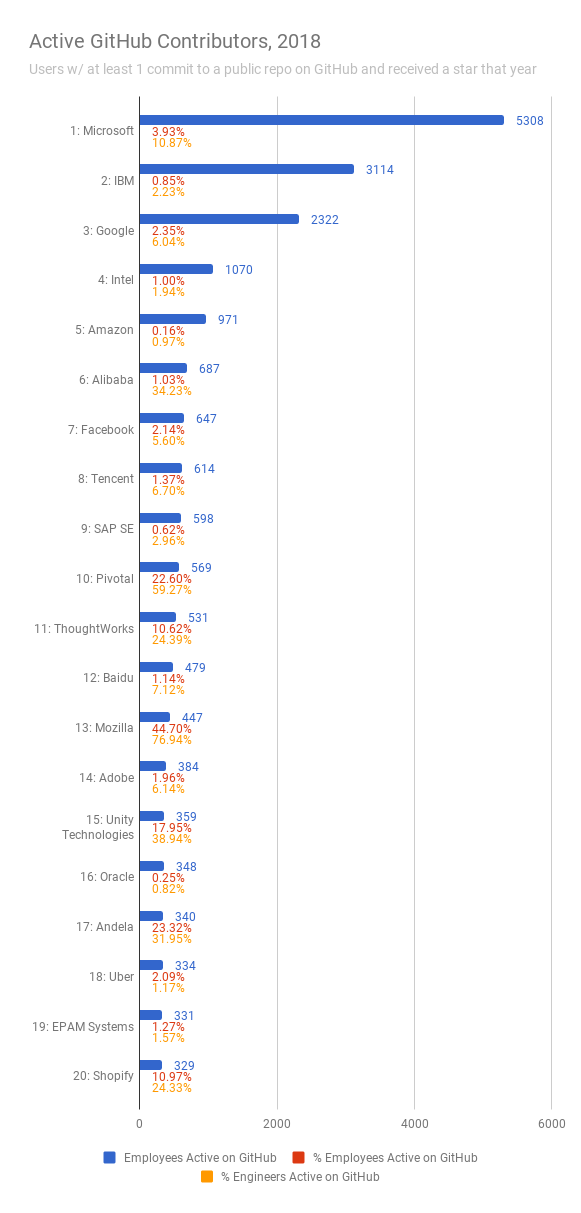 Active GitHub Contributors, 2018
Users w/ at least 1 commit to a public repo on GitHub and received a star that year
1: Microsoft
5308
3.93%
10.87%
2: IBM
3114
0.85%
2.23%
3: Google
2322
2.35%
6.04%
4: Intel
1070
1.00%
1.94%
5: Amazon
971
0.16%
0.97%
6: Alibaba
687
1.03%
34.23%
7: Facebook
647
2.14%
5.60%
8: Tencent
614
1.37%
6.70%
9: SAP SE
598
0.62%
2.96%
10: Pivotal
569
22.60%
59.27%
11: ThoughtWorks
531
10.62%
24.39%
12: Baidu
479
1.14%
7.12%
13: Mozilla
447
44.70%
76.94%
14: Adobe
384
1.96%
6.14%
15: Unity
Technologies
359
17.95%
38.94%
16: Oracle
348
0.25%
0.82%
17: Andela
340
23.32%
31.95%
18: Uber
334
2.09%
1.17%
19: EPAM Systems
331
1.27%
1.57%
20: Shopify
329
10.97%
24.33%
0 2000 4000 6000
Employees Active on GitHub % Employees Active on GitHub
% Engineers Active on GitHub